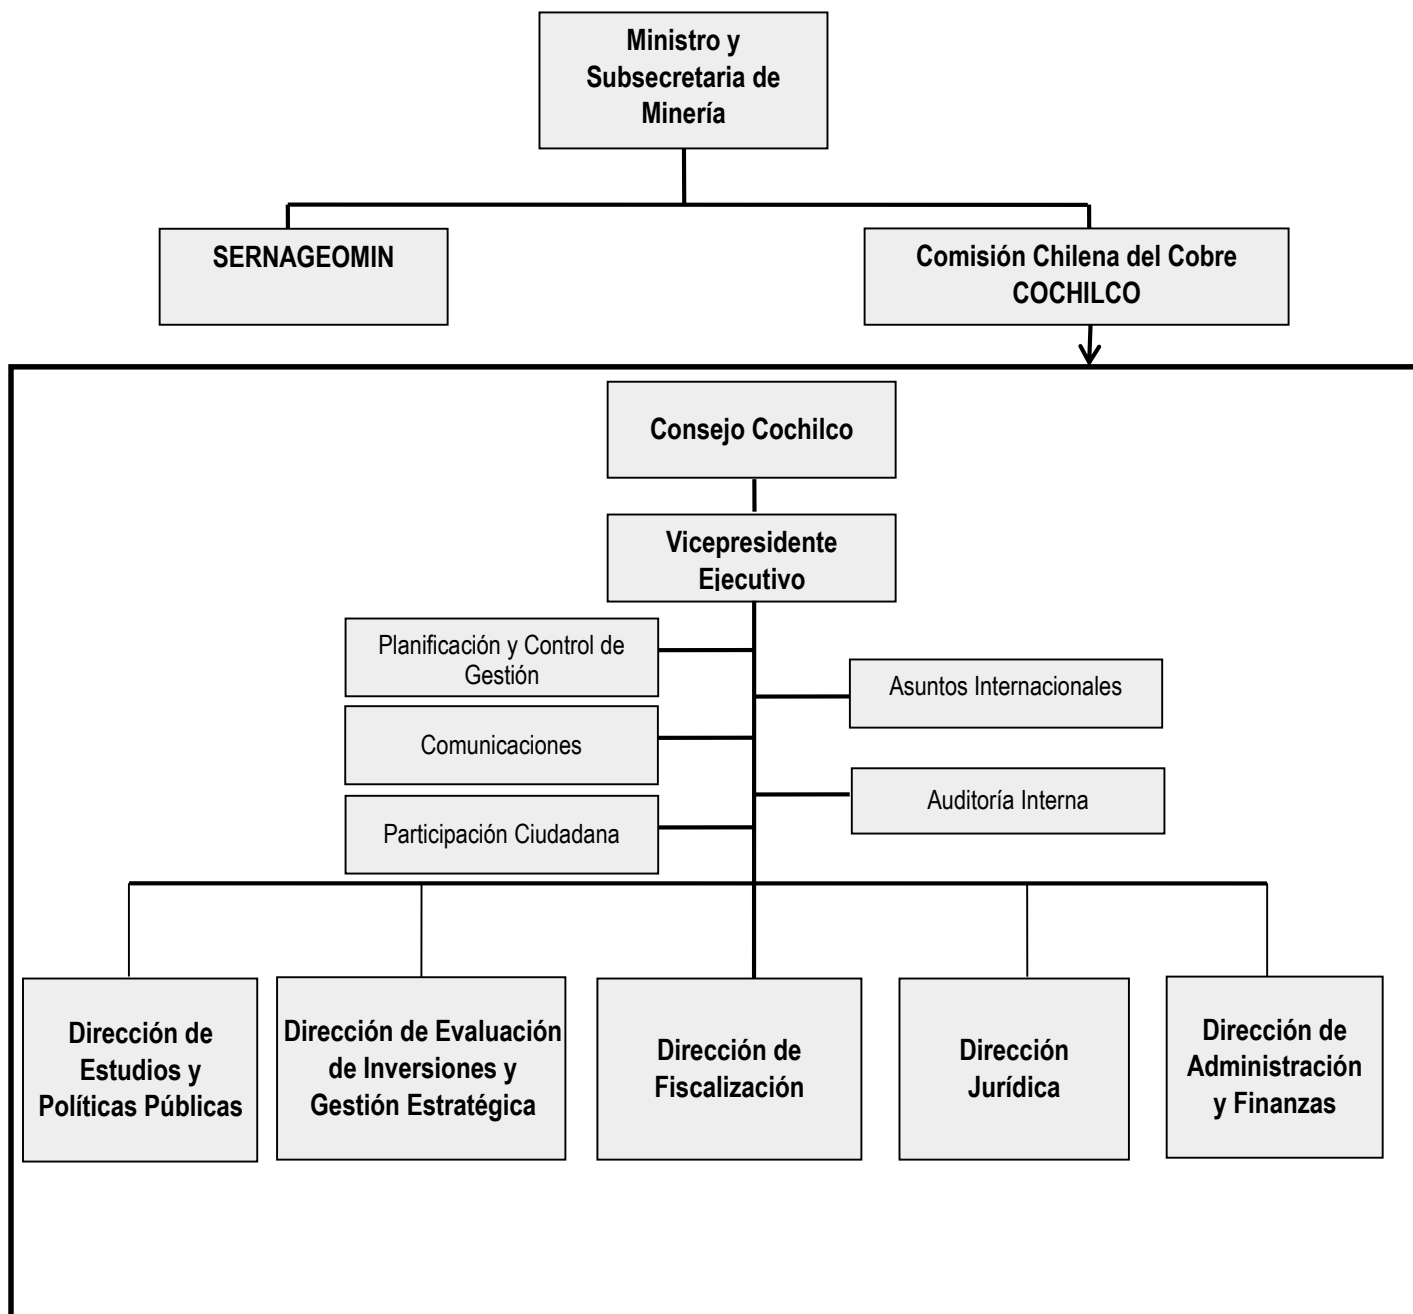 Ministro y
Subsecretaria de
Minería
SERNAGEOMIN
Comisión Chilena del Cobre
COCHILCO
Consejo Cochilco
Vicepresidente
Ejecutivo
Planificación y Control de
Gestión
Asuntos Internacionales
Comunicaciones
Auditoría Interna
Participación Ciudadana
Dirección de
Estudios y
Políticas Públicas
Dirección de Evaluación
de Inversiones y
Gestión Estratégica
Dirección de
Fiscalización
Dirección
Jurídica
Dirección de
Administración
y Finanzas